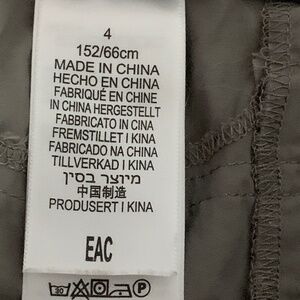 4
152/66cm
MADE IN CHINA
HECHO EN CHINA
FABRIQUÉ EN CHINE
IN CHINA HERGESTELLT
FABBRICATO IN CINA
FREMSTILLET I KINA
FABRICADO NA CHINA
TILLVERKAD I KINA
מיוצר בסין
中国制造
PRODUSERT I KINA
EAC
30 P